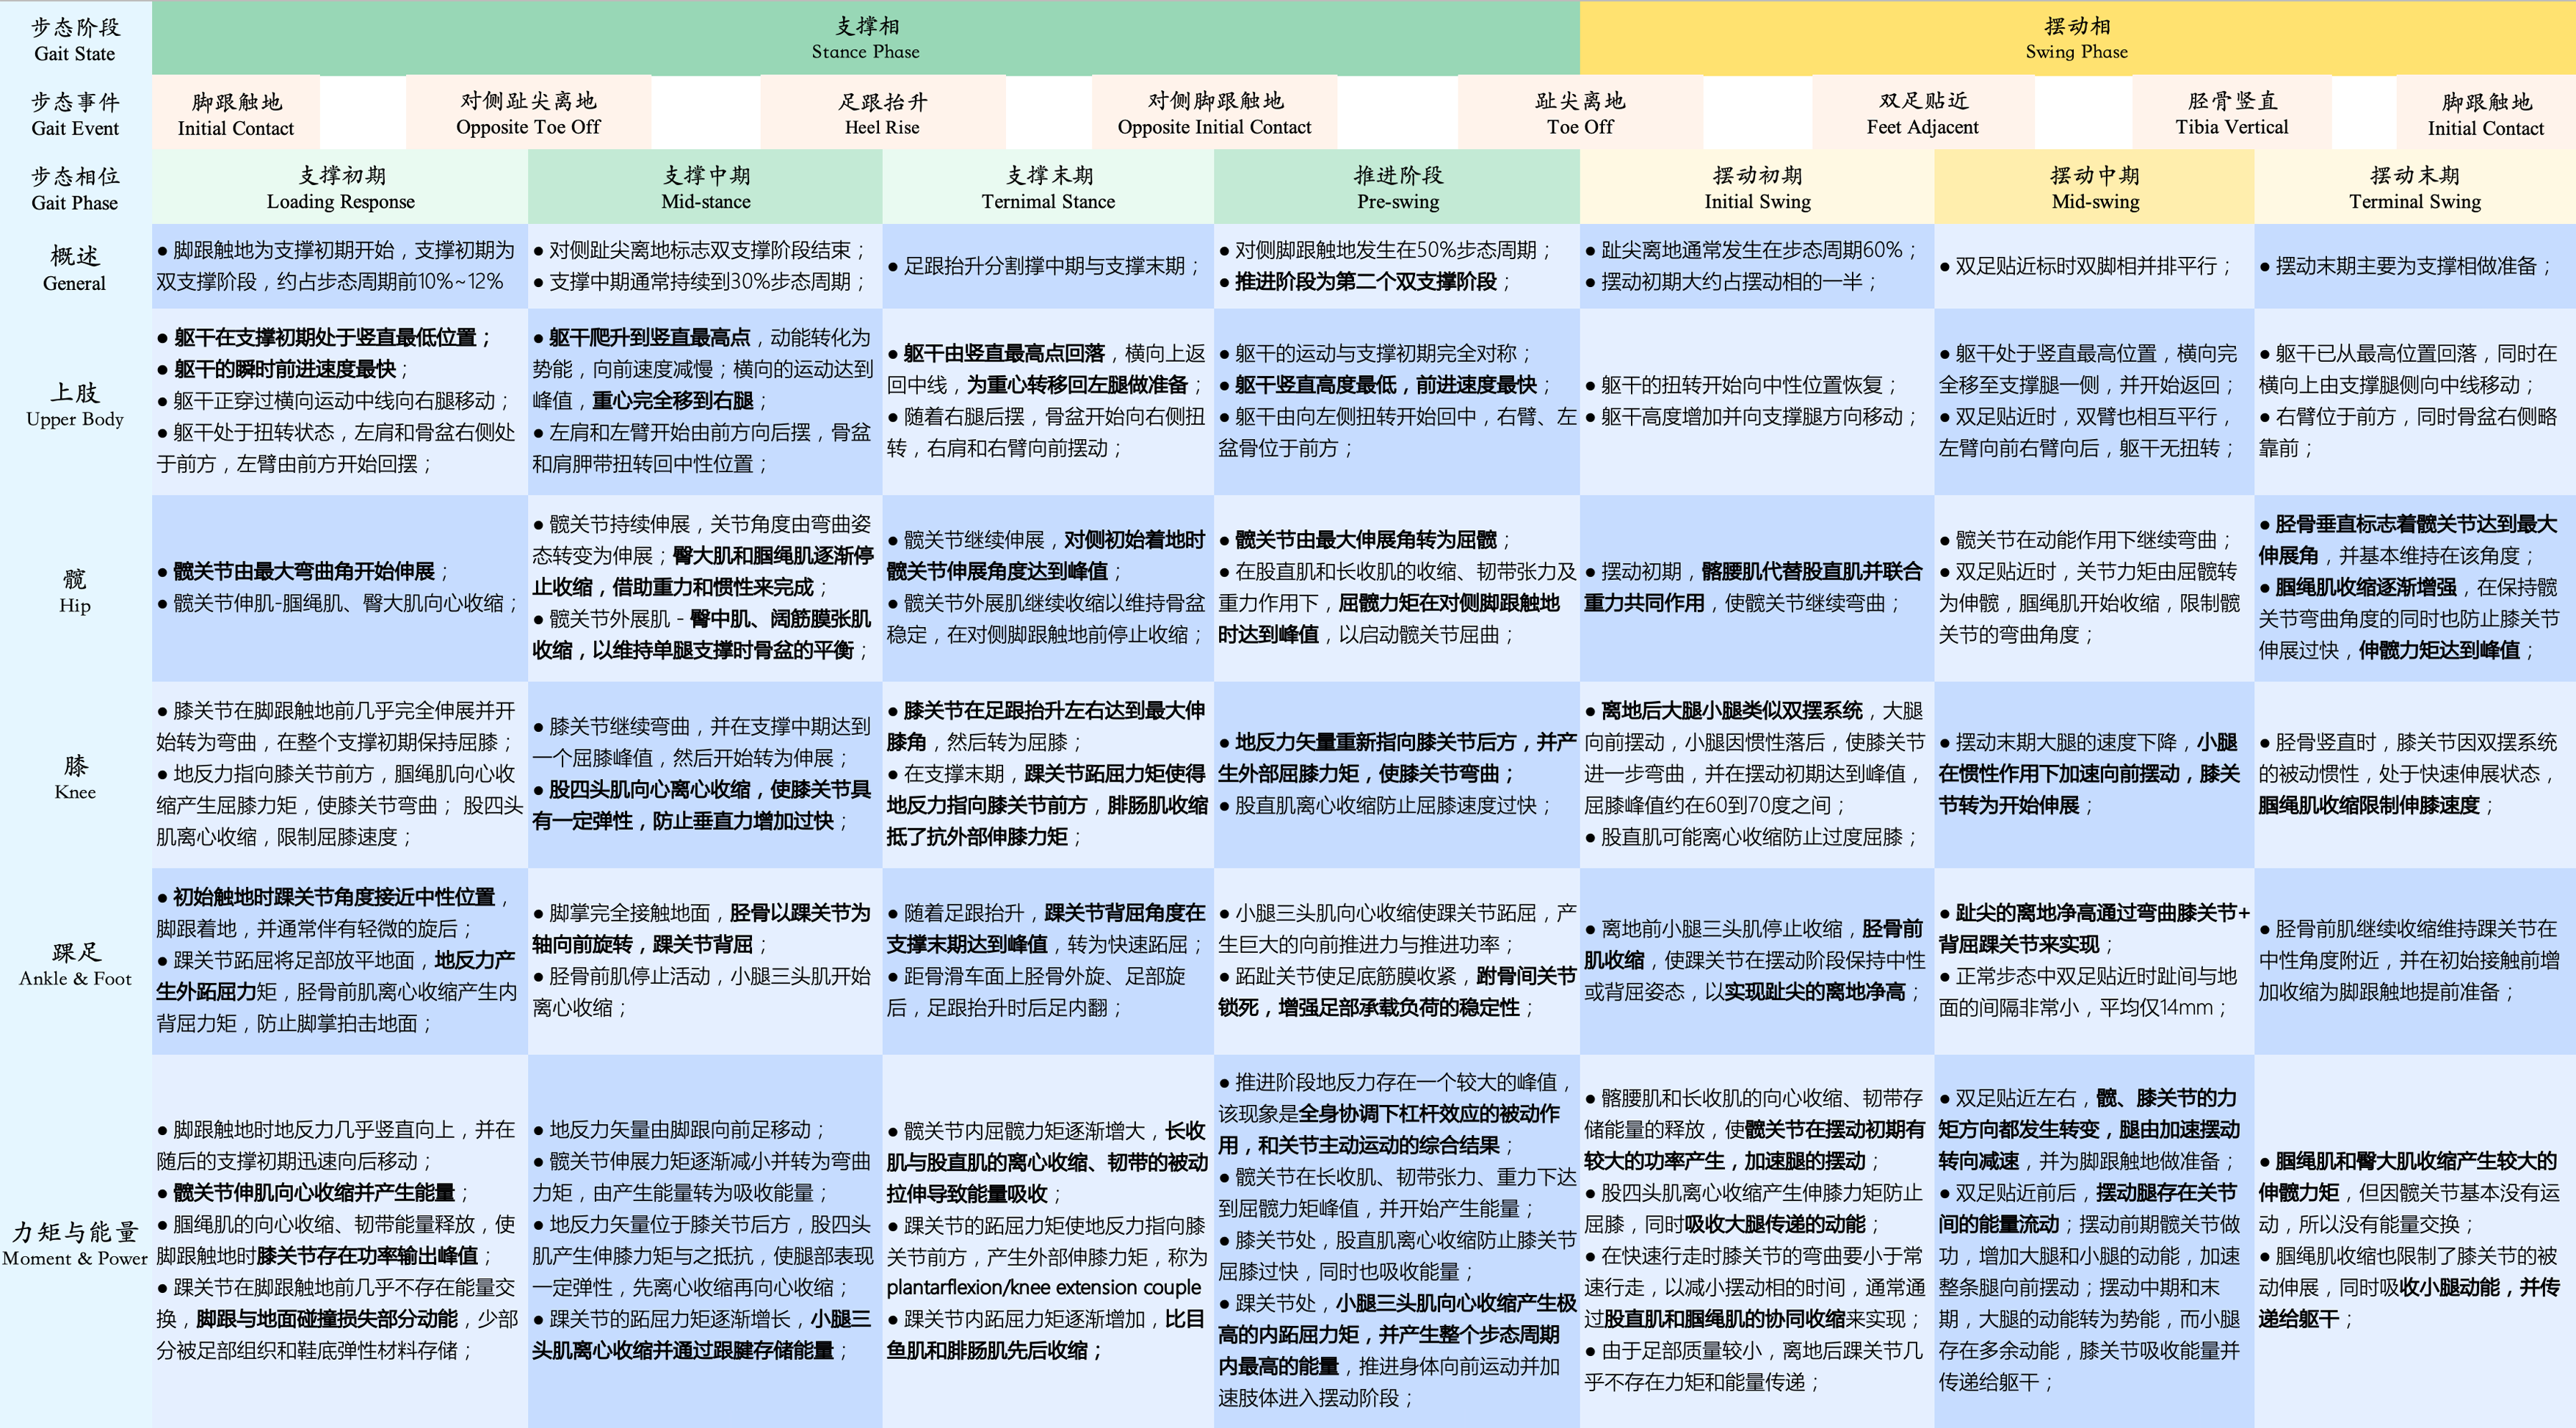 步态阶段
Gait State
支撑相
Stance Phase
摆动相
Swing Phase
步态事件
Gait Event
脚跟触地
Initial Contact
对侧趾尖离地
Opposite Toe Off
足跟抬升
Heel Rise
对侧脚跟触地
Opposite Initial Contact
趾尖离地
Toe Off
双足贴近
Feet Adjacent
胫骨竖直
Tibia Vertical
脚跟触地
Initial Contact
步态相位
Gait Phase
支撑初期
Loading Response
支撑中期
Mid-stance
支撑末期
Ternimal Stance
推进阶段
Pre-swing
摆动初期
Initial Swing
摆动中期
Mid-swing
摆动末期
Terminal Swing
概述
General
● 脚跟触地为支撑初期开始，支撑初期为
双支撑阶段，约占步态周期前10%~12%
● 对侧趾尖离地标志双支撑阶段结束；
● 支撑中期通常持续到30%步态周期；
● 足跟抬升分割撑中期与支撑末期；
● 对侧脚跟触地发生在50%步态周期；
● 推进阶段为第二个双支撑阶段；
● 趾尖离地通常发生在步态周期60%；
● 摆动初期大约占摆动相的一半；
● 双足贴近标时双脚相并排平行；
● 摆动末期主要为支撑相做准备；
上肢
Upper Body
● 躯干在支撑初期处于竖直最低位置；
● 躯干的瞬时前进速度最快；
● 躯干正穿过横向运动中线向右腿移动；
● 躯干处于扭转状态，左肩和骨盆右侧处
于前方，左臂由前方开始回摆；
● 躯干爬升到竖直最高点，动能转化为
势能，向前速度减慢；横向的运动达到
峰值，重心完全移到右腿；
● 左肩和左臂开始由前方向后摆，骨盆
和肩胛带扭转回中性位置；
● 躯干由竖直最高点回落，横向上返
回中线，为重心转移回左腿做准备；
● 随着右腿后摆，骨盆开始向右侧扭
转，右肩和右臂向前摆动；
● 躯干的运动与支撑初期完全对称；
● 躯干竖直高度最低，前进速度最快；
● 躯干由向左侧扭转开始回中，右臂、左
盆骨位于前方；
● 躯干的扭转开始向中性位置恢复；
● 躯干高度增加并向支撑腿方向移动；
● 躯干处于竖直最高位置，横向完
全移至支撑腿一侧，并开始返回；
● 双足贴近时，双臂也相互平行，
左臂向前右臂向后，躯干无扭转；
● 躯干已从最高位置回落，同时在
横向上由支撑腿侧向中线移动；
● 右臂位于前方，同时骨盆右侧略
靠前；
髋
Hip
● 髋关节由最大弯曲角开始伸展；
● 髋关节伸肌-腘绳肌、臀大肌向心收缩；
● 髋关节持续伸展，关节角度由弯曲姿
态转变为伸展；臀大肌和腘绳肌逐渐停
止收缩，借助重力和惯性来完成；
● 髋关节外展肌 - 臀中肌、阔筋膜张肌
收缩，以维持单腿支撑时骨盆的平衡；
● 髋关节继续伸展，对侧初始着地时
髋关节伸展角度达到峰值；
● 髋关节外展肌继续收缩以维持骨盆
稳定，在对侧脚跟触地前停止收缩；
● 髋关节由最大伸展角转为屈髋；
● 在股直肌和长收肌的收缩、韧带张力及
重力作用下，屈髋力矩在对侧脚跟触地
时达到峰值，以启动髋关节屈曲；
● 摆动初期，髂腰肌代替股直肌并联合
重力共同作用，使髋关节继续弯曲；
● 髋关节在动能作用下继续弯曲；
● 双足贴近时，关节力矩由屈髋转
为伸髋，腘绳肌开始收缩，限制髋
关节的弯曲角度；
● 胫骨垂直标志着髋关节达到最大
伸展角，并基本维持在该角度；
● 腘绳肌收缩逐渐增强，在保持髋
关节弯曲角度的同时也防止膝关节
伸展过快，伸髋力矩达到峰值；
膝
Knee
● 膝关节在脚跟触地前几乎完全伸展并开
始转为弯曲，在整个支撑初期保持屈膝；
● 地反力指向膝关节前方，腘绳肌向心收
缩产生屈膝力矩，使膝关节弯曲； 股四头
肌离心收缩，限制屈膝速度；
● 膝关节继续弯曲，并在支撑中期达到
一个屈膝峰值，然后开始转为伸展；
● 股四头肌向心离心收缩，使膝关节具
有一定弹性，防止垂直力增加过快；
● 膝关节在足跟抬升左右达到最大伸
膝角，然后转为屈膝；
● 在支撑末期，踝关节跖屈力矩使得
地反力指向膝关节前方，腓肠肌收缩
抵了抗外部伸膝力矩；
● 地反力矢量重新指向膝关节后方，并产
生外部屈膝力矩，使膝关节弯曲；
● 股直肌离心收缩防止屈膝速度过快；
● 离地后大腿小腿类似双摆系统，大腿
向前摆动，小腿因惯性落后，使膝关节
进一步弯曲，并在摆动初期达到峰值，
屈膝峰值约在60到70度之间；
● 股直肌可能离心收缩防止过度屈膝；
● 摆动末期大腿的速度下降，小腿
在惯性作用下加速向前摆动，膝关
节转为开始伸展；
● 胫骨竖直时，膝关节因双摆系统
的被动惯性，处于快速伸展状态，
腘绳肌收缩限制伸膝速度；
踝足
Ankle & Foot
● 初始触地时踝关节角度接近中性位置，
脚跟着地，并通常伴有轻微的旋后；
● 踝关节跖屈将足部放平地面，地反力产
生外跖屈力矩，胫骨前肌离心收缩产生内
背屈力矩，防止脚掌拍击地面；
● 脚掌完全接触地面，胫骨以踝关节为
轴向前旋转，踝关节背屈；
● 胫骨前肌停止活动，小腿三头肌开始
离心收缩；
● 随着足跟抬升，踝关节背屈角度在
支撑末期达到峰值，转为快速跖屈；
● 距骨滑车面上胫骨外旋、足部旋
后，足跟抬升时后足内翻；
● 小腿三头肌向心收缩使踝关节跖屈，产
生巨大的向前推进力与推进功率；
● 跖趾关节使足底筋膜收紧，跗骨间关节
锁死，增强足部承载负荷的稳定性；
● 离地前小腿三头肌停止收缩，胫骨前
肌收缩，使踝关节在摆动阶段保持中性
或背屈姿态，以实现趾尖的离地净高；
● 趾尖的离地净高通过弯曲膝关节+
背屈踝关节来实现；
● 正常步态中双足贴近时趾间与地
面的间隔非常小，平均仅14mm；
● 胫骨前肌继续收缩维持踝关节在
中性角度附近，并在初始接触前增
加收缩为脚跟触地提前准备；
力矩与能量
Moment & Power
● 脚跟触地时地反力几乎竖直向上，并在
随后的支撑初期迅速向后移动；
● 髋关节伸肌向心收缩并产生能量；
● 腘绳肌的向心收缩、韧带能量释放，使
脚跟触地时膝关节存在功率输出峰值；
● 踝关节在脚跟触地前几乎不存在能量交
换，脚跟与地面碰撞损失部分动能，少部
分被足部组织和鞋底弹性材料存储；
● 地反力矢量由脚跟向前足移动；
● 髋关节伸展力矩逐渐减小并转为弯曲
力矩，由产生能量转为吸收能量；
● 地反力矢量位于膝关节后方，股四头
肌产生伸膝力矩与之抵抗，使腿部表现
一定弹性，先离心收缩再向心收缩；
● 踝关节的跖屈力矩逐渐增长，小腿三
头肌离心收缩并通过跟腱存储能量；
● 髋关节内屈髋力矩逐渐增大，长收
肌与股直肌的离心收缩、韧带的被动
拉伸导致能量吸收；
● 踝关节的跖屈力矩使地反力指向膝
关节前方，产生外部伸膝力矩，称为
plantarflexion/knee extension couple
● 踝关节内跖屈力矩逐渐增加，比目
鱼肌和腓肠肌先后收缩；
● 推进阶段地反力存在一个较大的峰值，
该现象是全身协调下杠杆效应的被动作
用，和关节主动运动的综合结果；
● 髋关节在长收肌、韧带张力、重力下达
到屈髋力矩峰值，并开始产生能量；
● 膝关节处，股直肌离心收缩防止膝关节
屈膝过快，同时也吸收能量；
● 踝关节处，小腿三头肌向心收缩产生极
高的内跖屈力矩，并产生整个步态周期
内最高的能量，推进身体向前运动并加
速肢体进入摆动阶段；
● 髂腰肌和长收肌的向心收缩、韧带存
储能量的释放，使髋关节在摆动初期有
较大的功率产生，加速腿的摆动；
● 股四头肌离心收缩产生伸膝力矩防止
屈膝，同时吸收大腿传递的动能；
● 在快速行走时膝关节的弯曲要小于常
速行走，以减小摆动相的时间，通常通
过股直肌和腘绳肌的协同收缩来实现；
● 由于足部质量较小，离地后踝关节几
乎不存在力矩和能量传递；
● 双足贴近左右，髋、膝关节的力
矩方向都发生转变，腿由加速摆动
转向减速，并为脚跟触地做准备；
● 双足贴近前后，摆动腿存在关节
间的能量流动；摆动前期髋关节做
功，增加大腿和小腿的动能，加速
整条腿向前摆动；摆动中期和末
期，大腿的动能转为势能，而小腿
存在多余动能，膝关节吸收能量并
传递给躯干；
● 腘绳肌和臀大肌收缩产生较大的
伸髋力矩，但因髋关节基本没有运
动，所以没有能量交换；
● 腘绳肌收缩也限制了膝关节的被
动伸展，同时吸收小腿动能，并传
递给躯干；